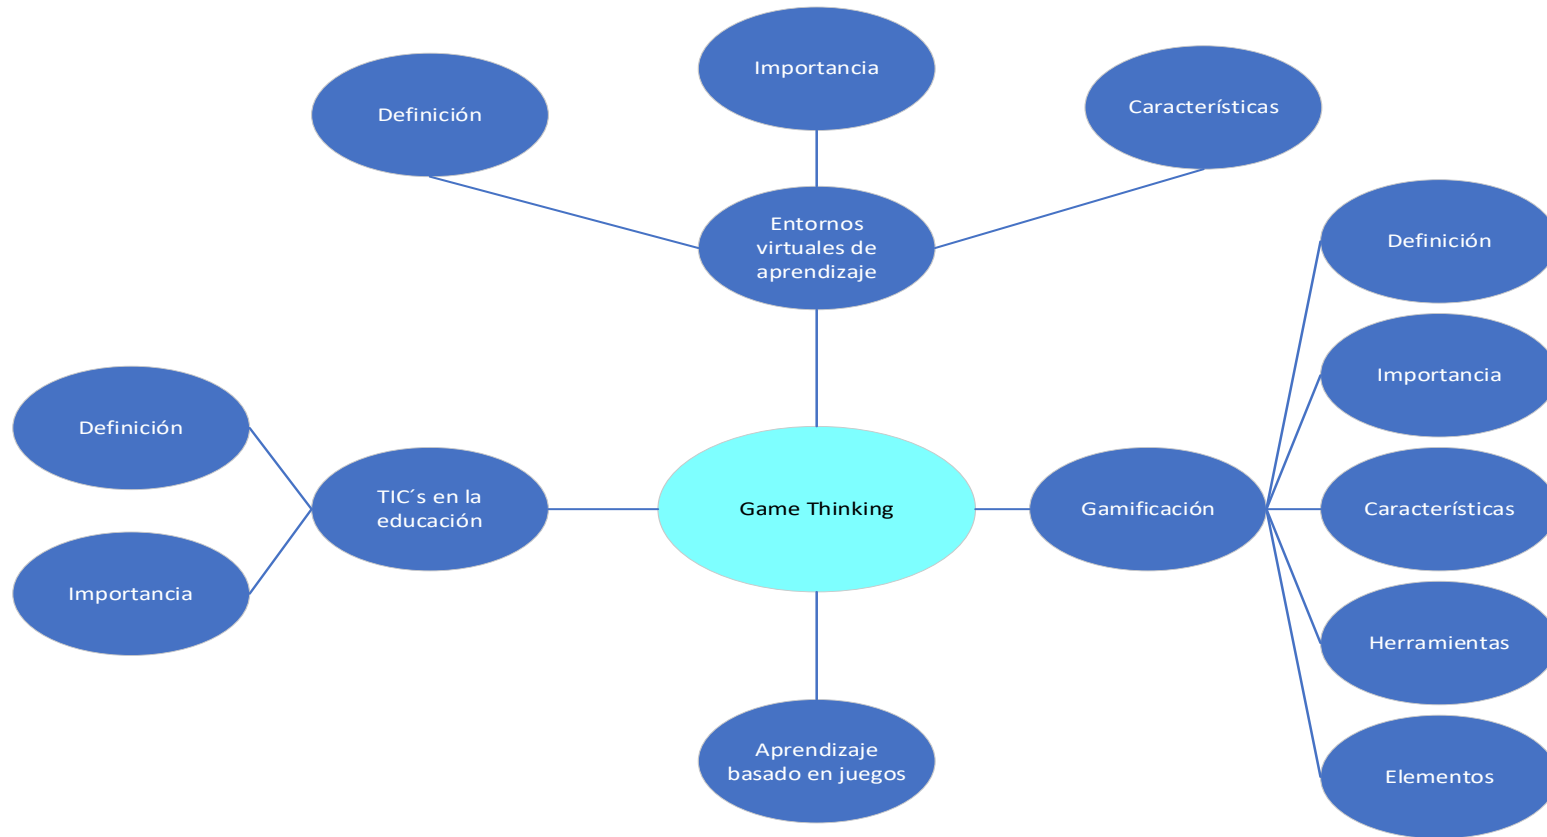 Importancia
Definición
Características
Entornos
virtuales de
aprendizaje
Definición
Importancia
Definición
TIC´s en la
educación
Game Thinking
Gamificación
Características
Importancia
Herramientas
Aprendizaje
basado en juegos
Elementos